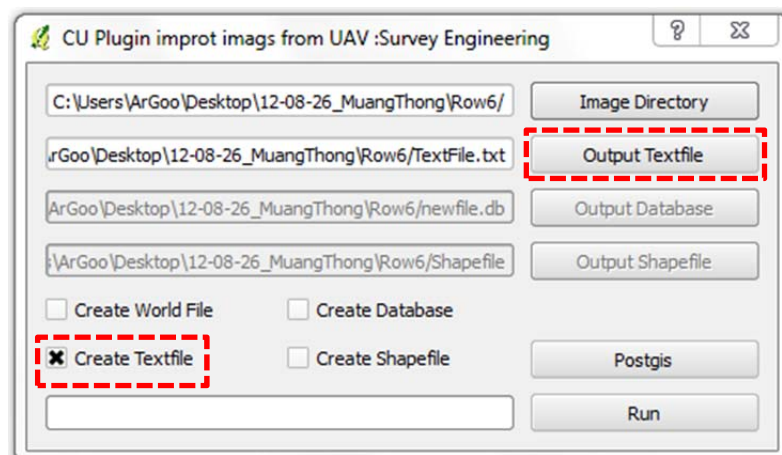 CU Plugin improt imags from UAV :Survey Engineering
C:\Users\ArGoo\Desktop\12-08-26_MuangThong\Row6/
Image Directory
rGoo\Desktop\12-08-26_MuangThong\Row6/TextFile.txt
Output Textfile
ArGoo\Desktop\12-08-26_MuangThong\Row6/newfile.db
Output Database
s\ArGoo\Desktop\12-08-26_MuangThong\Row6/Shapefile
Output Shapefile
Create World File
Create Database
Create Textfile
Create Shapefile
Postgis
Run